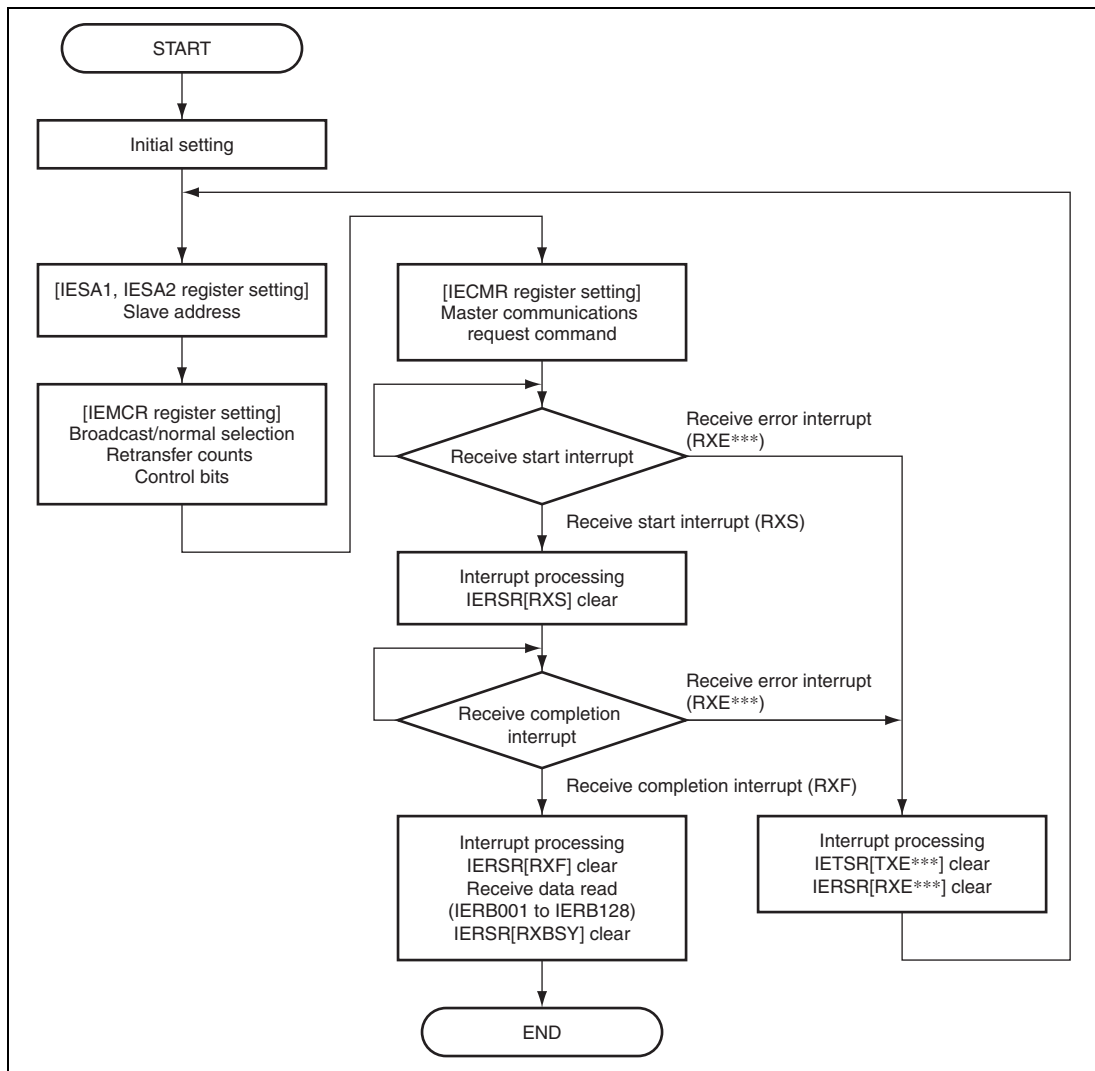 START
Initial setting
[IESA1, IESA2 register setting]
Slave address
[IEMCR register setting]
Broadcast/normal selection
Retransfer counts
Control bits
[IECMR register setting]
Master communications
request command
Receive start interrupt
Receive error interrupt
(RXE***)
Receive start interrupt (RXS)
Interrupt processing
IERSR[RXS] clear
Receive completion
interrupt
Receive error interrupt
(RXE***)
Receive completion interrupt (RXF)
Interrupt processing
IERSR[RXF] clear
Receive data read
(IERB001 to IERB128)
IERSR[RXBSY] clear
Interrupt processing
IETSR[TXE***] clear
IERSR[RXE***] clear
END